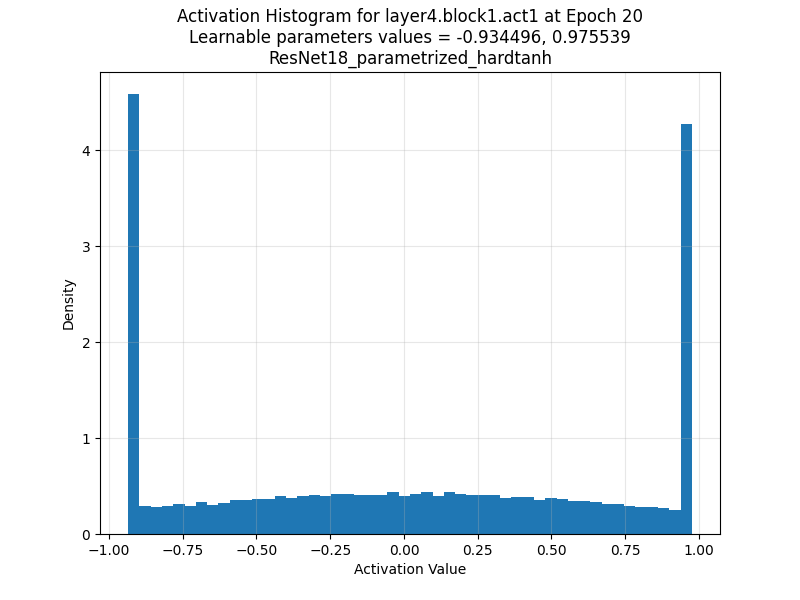 Activation Histogram for layer4.block1.act1 at Epoch 20
Learnable parameters values = -0.934496, 0.975539
ResNet18_parametrized_hardtanh
Density
4
3
2
1
0
−1.00 −0.75 −0.50 −0.25 0.00 0.25 0.50 0.75 1.00
Activation Value